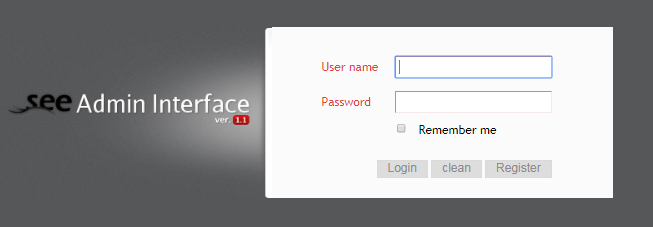 see Admin Interface
ver. 1.1
User name
Password
Remember me
Login clean Register